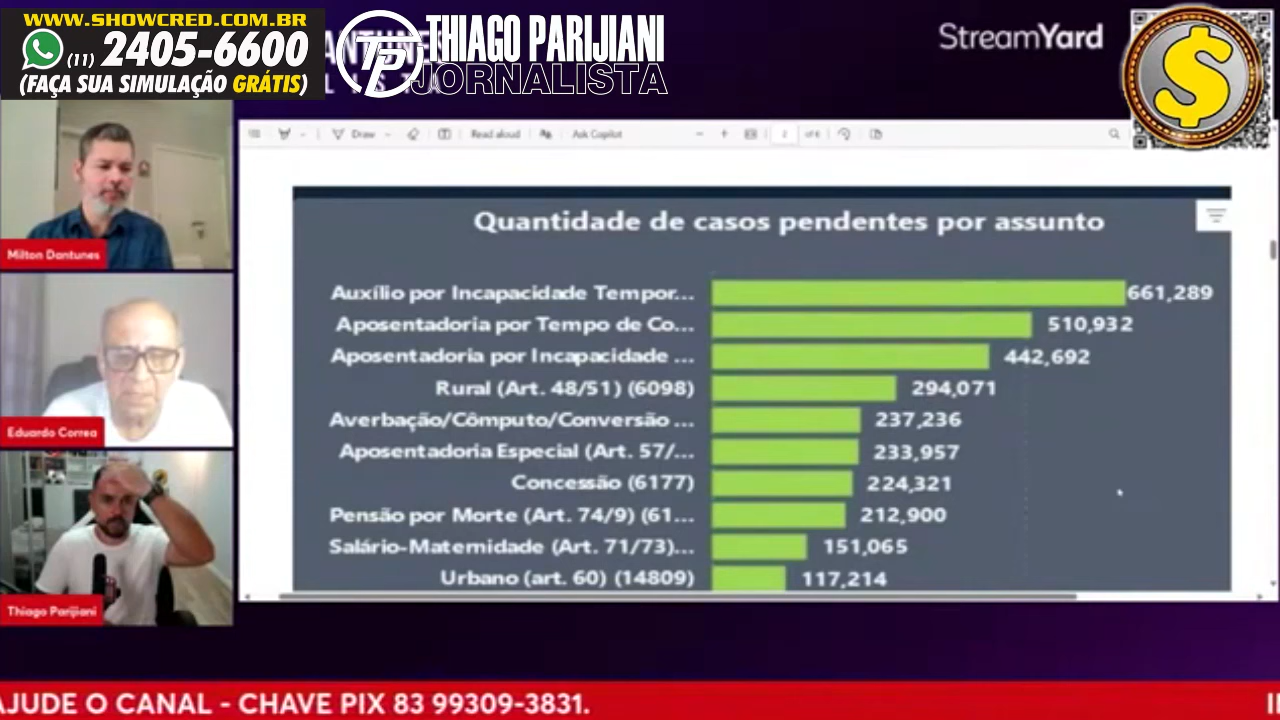 WWW.SHOWCRED.COM.BR
(11) 2405-6600
(FAÇA SUA SIMULAÇÃO GRÁTIS)
TP
THIAGO PARIJIANI
JORNALISTA
StreamYard
Draw
Read aloud
Ask Copilot
2
of 6
Milton Dantunes
Eduardo Correa
Thiago Parijiani
Quantidade de casos pendentes por assunto
Auxílio por Incapacidade Tempor... 661,289
Aposentadoria por Tempo de Co... 510,932
Aposentadoria por Incapacidade ... 442,692
Rural (Art. 48/51) (6098) 294,071
Averbação/Cômputo/Conversão ... 237,236
Aposentadoria Especial (Art. 57/... 233,957
Concessão (6177) 224,321
Pensão por Morte (Art. 74/9) (61... 212,900
Salário-Maternidade (Art. 71/73)... 151,065
Urbano (art. 60) (14809) 117,214
AJUDE O CANAL - CHAVE PIX 83 99309-3831.